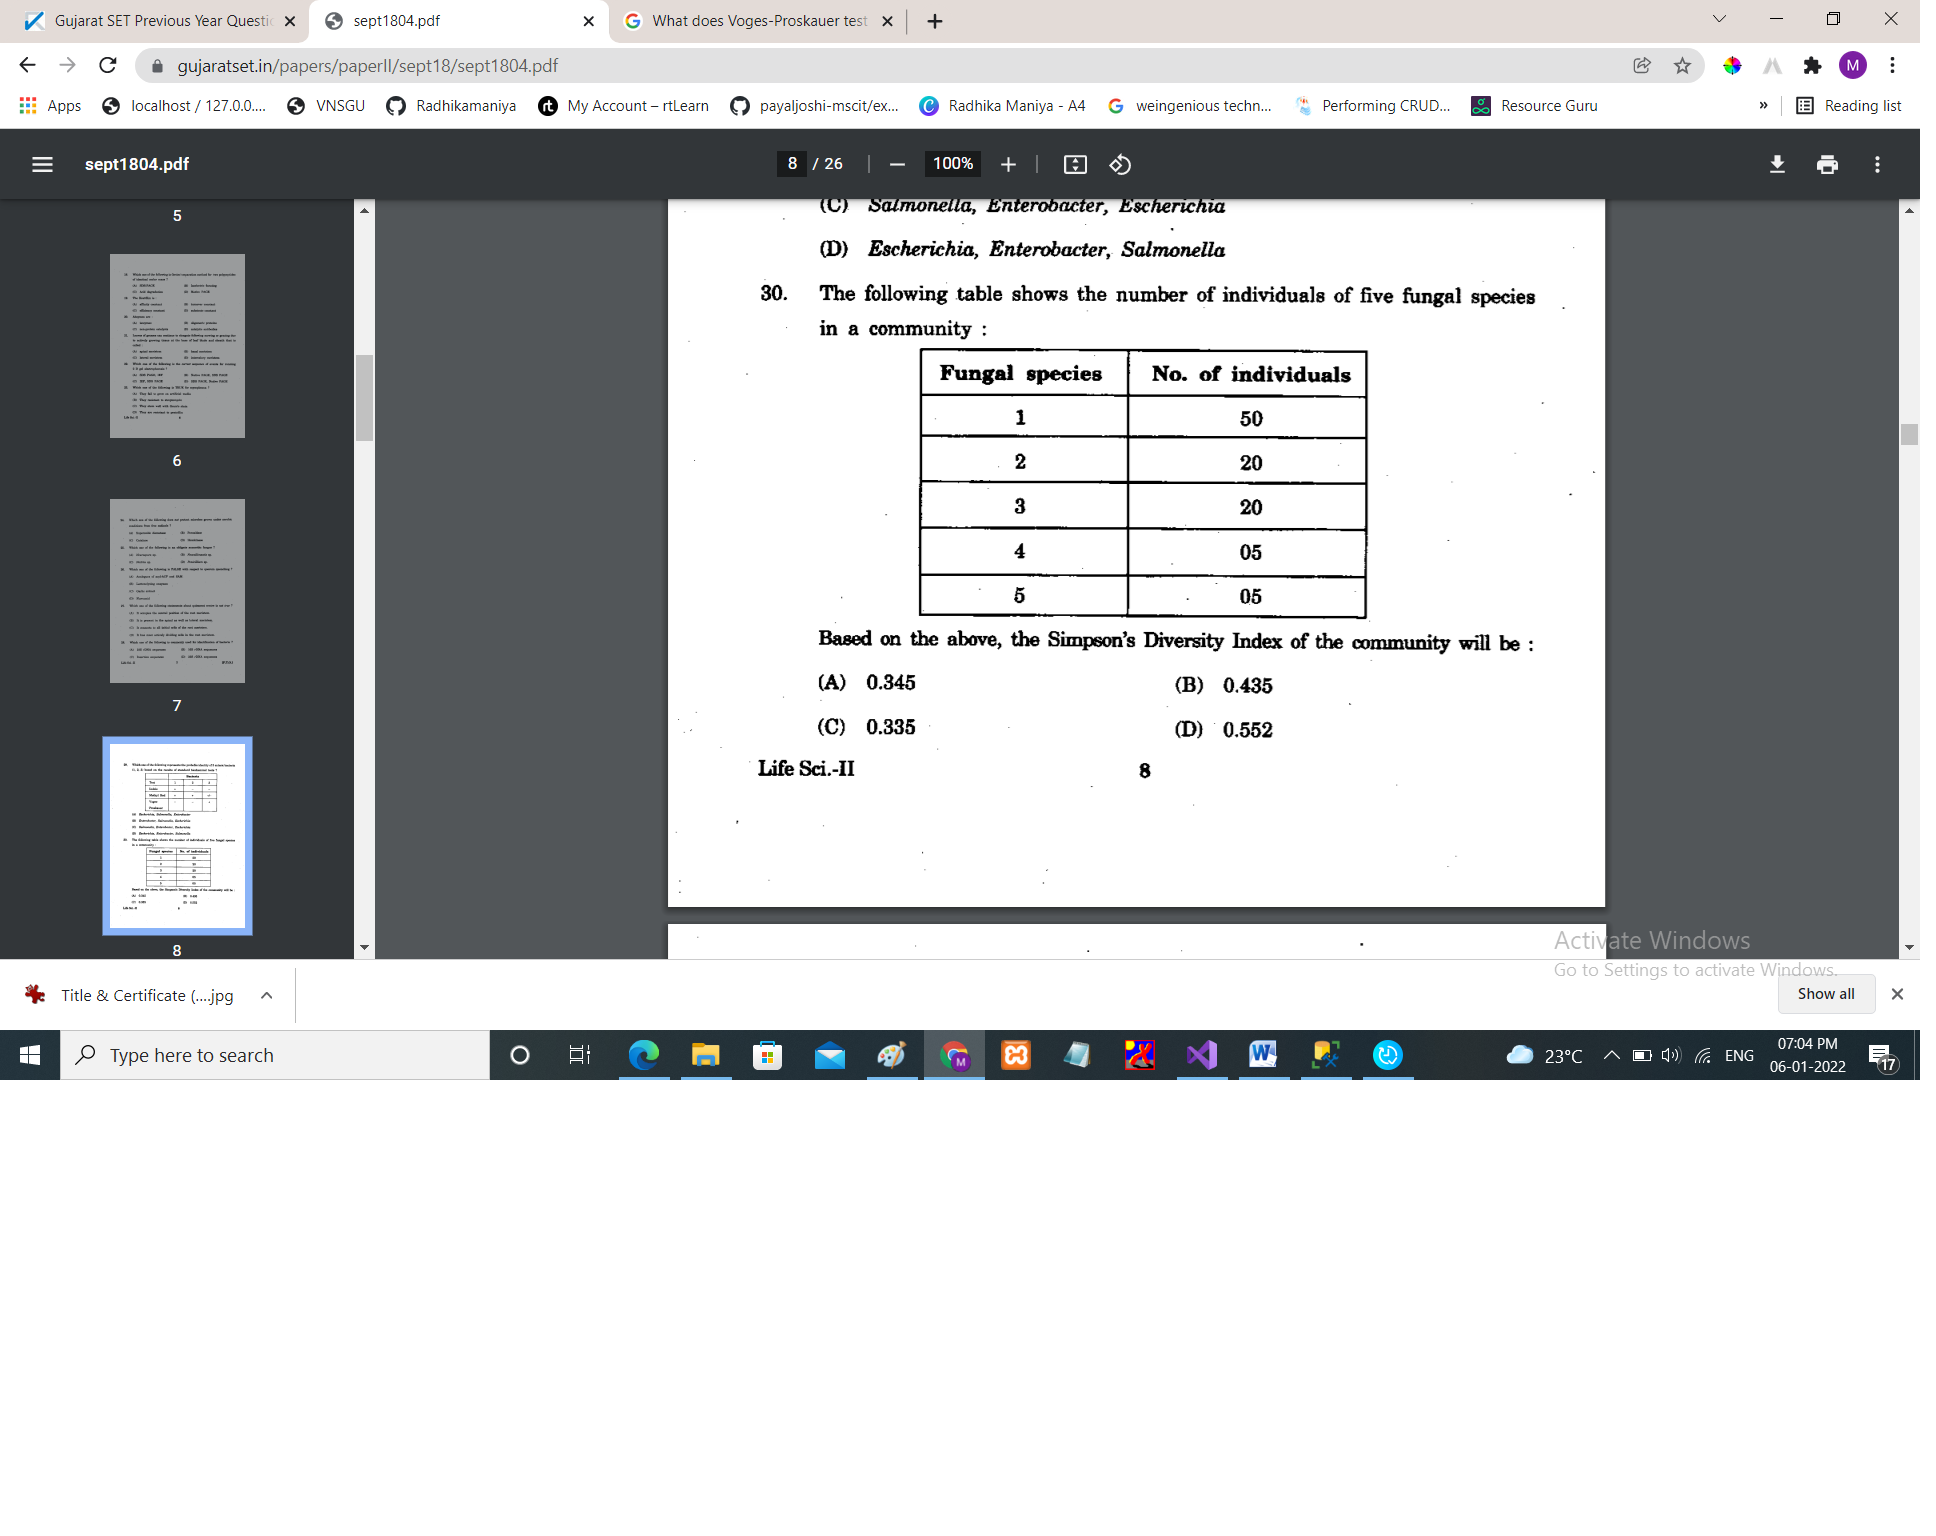 Gujarat SET Previous Year Questi
sept1804.pdf
What does Voges-Proskauer test
gujaratset.in/papers/paperII/sept18/sept1804.pdf
M
Apps
localhost / 127.0.0....
VNSGU
Radhikamaniya
rt
My Account – rtLearn
payaljoshi-mscit/ex...
Radhika Maniya - A4
weingenious techn...
Performing CRUD...
Resource Guru
»
Reading list
sept1804.pdf
8 / 26
100%
5
6
7
8
(C) Salmonella, Enterobacter, Escherichia
(D) Escherichia, Enterobacter, Salmonella
30. The following table shows the number of individuals of five fungal species
in a community :
Fungal species No. of individuals
1 50
2 20
3 20
4 05
5 05
Based on the above, the Simpson's Diversity Index of the community will be :
(A) 0.345 (B) 0.435
(C) 0.335 (D) 0.552
Life Sci.-II 8
Activate Windows
Go to Settings to activate Windows.
Title & Certificate (....jpg
Show all
Type here to search
M
23°C
ENG
07:04 PM
06-01-2022
17